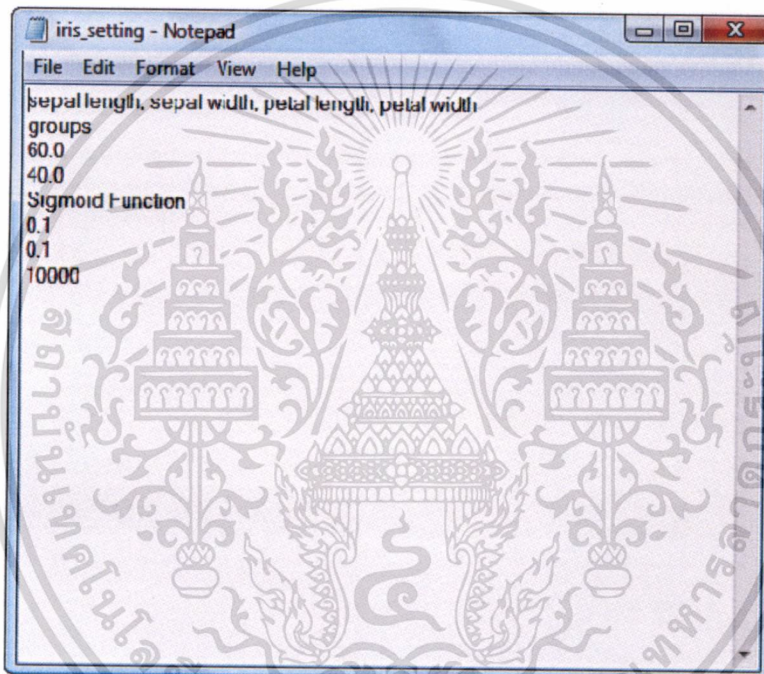 iris_setting - Notepad
File Edit Format View Help
sepal length, sepal width, petal length, petal width
groups
60.0
40.0
Sigmoid Function
0.1
0.1
10000